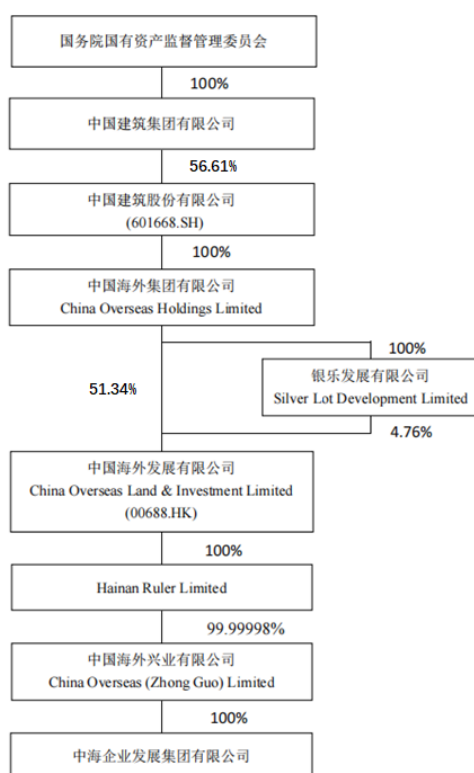 国务院国有资产监督管理委员会
100%
中国建筑集团有限公司
56.61%
中国建筑股份有限公司
(601668.SH)
100%
中国海外集团有限公司
China Overseas Holdings Limited
100%
51.34%
银乐发展有限公司
Silver Lot Development Limited
4.76%
中国海外发展有限公司
China Overseas Land & Investment Limited
(00688.HK)
100%
Hainan Ruler Limited
99.99998%
中国海外兴业有限公司
China Overseas (Zhong Guo) Limited
100%
中海企业发展集团有限公司